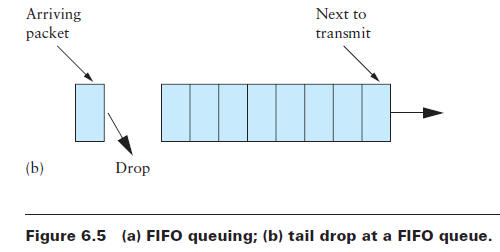 Arriving
packet
Next to
transmit
(b)
Drop
Figure 6.5 (a) FIFO queuing; (b) tail drop at a FIFO queue.